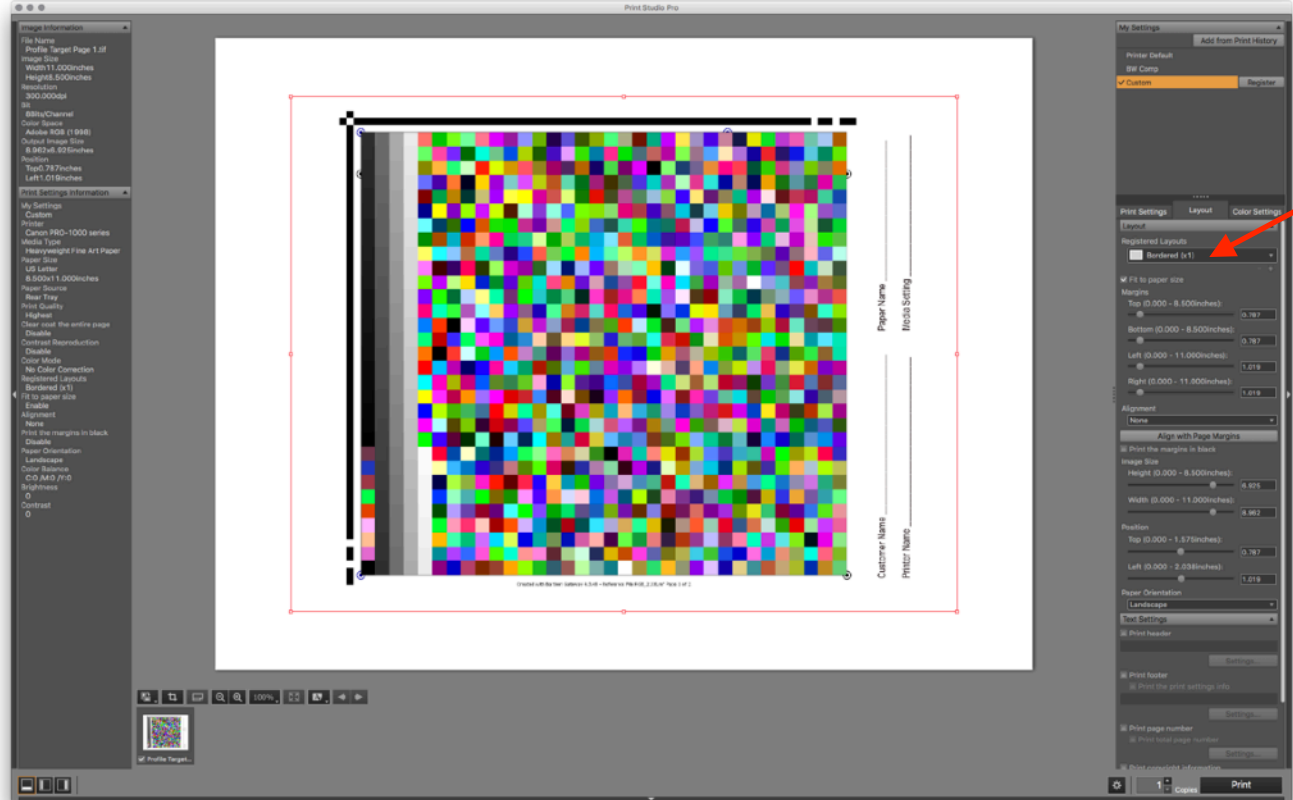 Print Studio Pro
Image Information
File Name
Profile Target Page 1.tif
Image Size
Width11.000inches
Height8.500inches
Resolution
300.000dpi
Bit
8Bits/Channel
Color Space
Adobe RGB (1998)
Output Image Size
8.962x6.925inches
Position
Top0.787inches
Left1.019inches
Print Settings Information
My Settings
Custom
Printer
Canon PRO-1000 series
Media Type
Heavyweight Fine Art Paper
Paper Size
US Letter
8.500x11.000inches
Paper Source
Rear Tray
Print Quality
Highest
Clear coat the entire page
Disable
Contrast Reproduction
Disable
Color Mode
No Color Correction
Registered Layouts
Bordered (x1)
Fit to paper size
Enable
Alignment
None
Print the margins in black
Disable
Paper Orientation
Landscape
Color Balance
C:0 /M:0 /Y:0
Brightness
0
Contrast
0
Paper Name
Media Setting
Customer Name
Printer Name
Page 1 of 2
100%
Profile Target...
My Settings
Add from Print History
Printer Default
BW Comp
Custom
Register
Print Settings
Layout
Color Settings
Layout
Registered Layouts
Bordered (x1)
Fit to paper size
Margins
Top (0.000 - 8.500inches):
0.787
Bottom (0.000 - 8.500inches):
0.787
Left (0.000 - 11.000inches):
1.019
Right (0.000 - 11.000inches):
1.019
Alignment
None
Align with Page Margins
Print the margins in black
Image Size
Height (0.000 - 8.500inches):
6.925
Width (0.000 - 11.000inches):
8.962
Position
Top (0.000 - 1.575inches):
0.787
Left (0.000 - 2.038inches):
1.019
Paper Orientation
Landscape
Text Settings
Print header
Settings...
Print footer
Print the print settings info
Settings...
Print page number
Print total page number
Settings...
Print copyright information
1
Copies
Print